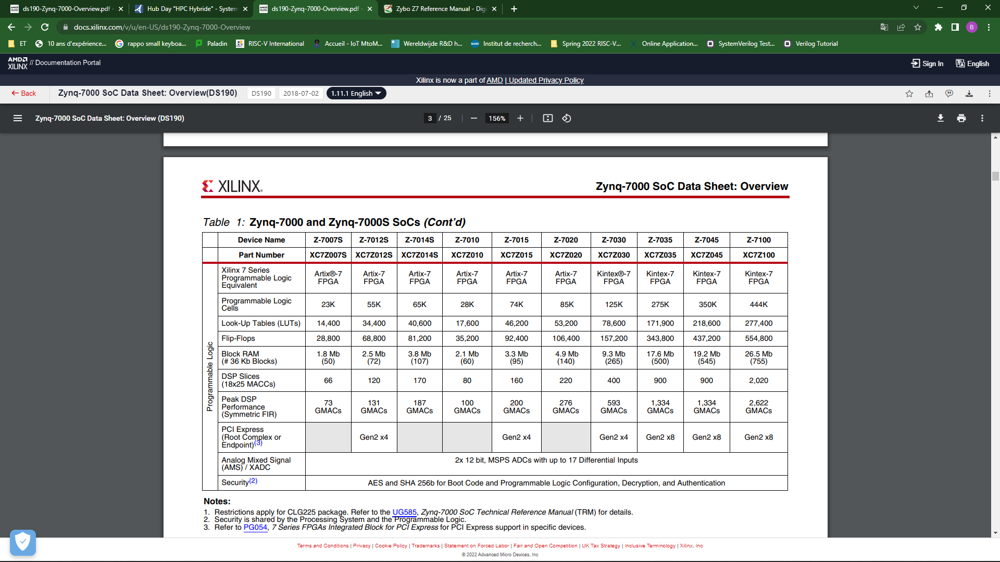 ds190-Zynq-7000-Overview.pdf
Hub Day "HPC Hybride" - System
ds190-Zynq-7000-Overview.pdf
Zybo Z7 Reference Manual - Digi
docs.xilinx.com/v/u/en-US/ds190-Zynq-7000-Overview
B
ET
10 ans d'expérience...
rappo small keyboa...
Paladin
RISC-V International
Accueil - IoT MtoM...
Wereldwijde R&D h...
NANO Institut de recherch...
Spring 2022 RISC-V...
Online Application...
SystemVerilog Test...
Verilog Tutorial
AMD XILINX // Documentation Portal
Sign In
English
Xilinx is now a part of AMD | Updated Privacy Policy
Back
Zynq-7000 SoC Data Sheet: Overview(DS190)
DS190
2018-07-02
1.11.1 English
Zynq-7000 SoC Data Sheet: Overview (DS190)
3 / 25
156%
XILINX
Zynq-7000 SoC Data Sheet: Overview
Table 1: Zynq-7000 and Zynq-7000S SoCs (Cont'd)
Device Name Z-7007S Z-7012S Z-7014S Z-7010 Z-7015 Z-7020 Z-7030 Z-7035 Z-7045 Z-7100
Part Number XC7Z007S XC7Z012S XC7Z014S XC7Z010 XC7Z015 XC7Z020 XC7Z030 XC7Z035 XC7Z045 XC7Z100
Programmable Logic
Xilinx 7 Series
Programmable Logic
Equivalent
Artix®-7 Artix-7 Artix-7 Artix-7 Artix-7 Artix-7 Kintex®-7 Kintex-7 Kintex-7 Kintex-7
FPGA FPGA FPGA FPGA FPGA FPGA FPGA FPGA FPGA FPGA
Programmable Logic
Cells
23K 55K 65K 28K 74K 85K 125K 275K 350K 444K
Look-Up Tables (LUTs) 14,400 34,400 40,600 17,600 46,200 53,200 78,600 171,900 218,600 277,400
Flip-Flops 28,800 68,800 81,200 35,200 92,400 106,400 157,200 343,800 437,200 554,800
Block RAM 1.8 Mb 2.5 Mb 3.8 Mb 2.1 Mb 3.3 Mb 4.9 Mb 9.3 Mb 17.6 Mb 19.2 Mb 26.5 Mb
(# 36 Kb Blocks) (50) (72) (107) (60) (95) (140) (265) (500) (545) (755)
DSP Slices
(18x25 MACCs)
66 120 170 80 160 220 400 900 900 2,020
Peak DSP
Performance
(Symmetric FIR)
73 131 187 100 200 276 593 1,334 1,334 2,622
GMACs GMACs GMACs GMACs GMACs GMACs GMACs GMACs GMACs GMACs
PCI Express
(Root Complex or
Endpoint)(3)
Gen2 x4 Gen2 x4 Gen2 x4 Gen2 x8 Gen2 x8 Gen2 x8
Analog Mixed Signal
(AMS) / XADC
2x 12 bit, MSPS ADCs with up to 17 Differential Inputs
Security(2) AES and SHA 256b for Boot Code and Programmable Logic Configuration, Decryption, and Authentication
Notes:
1. Restrictions apply for CLG225 package. Refer to the UG585, Zynq-7000 SoC Technical Reference Manual (TRM) for details.
2. Security is shared by the Processing System and the Programmable Logic.
3. Refer to PG054, 7 Series FPGAs Integrated Block for PCI Express for PCI Express support in specific devices.
Terms and Conditions | Privacy | Cookie Policy | Trademarks | Statement on Forced Labor | Fair and Open Competition | UK Tax Strategy | Inclusive Terminology | Xilinx, Inc
© 2022 Advanced Micro Devices, Inc